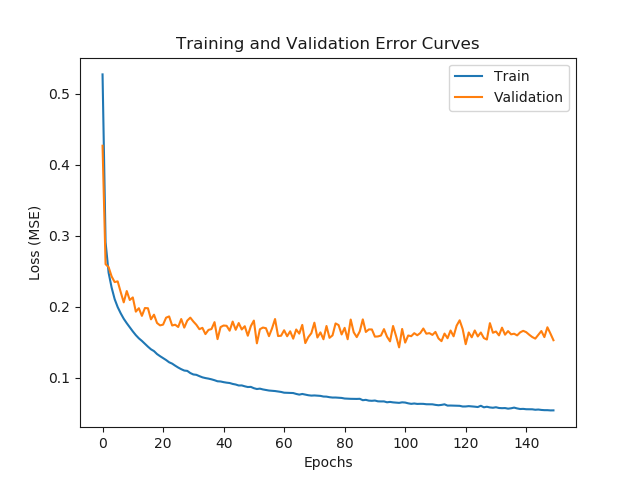 Training and Validation Error Curves
Train
Validation
0.5
0.4
0.3
0.2
0.1
Loss (MSE)
0 20 40 60 80 100 120 140
Epochs